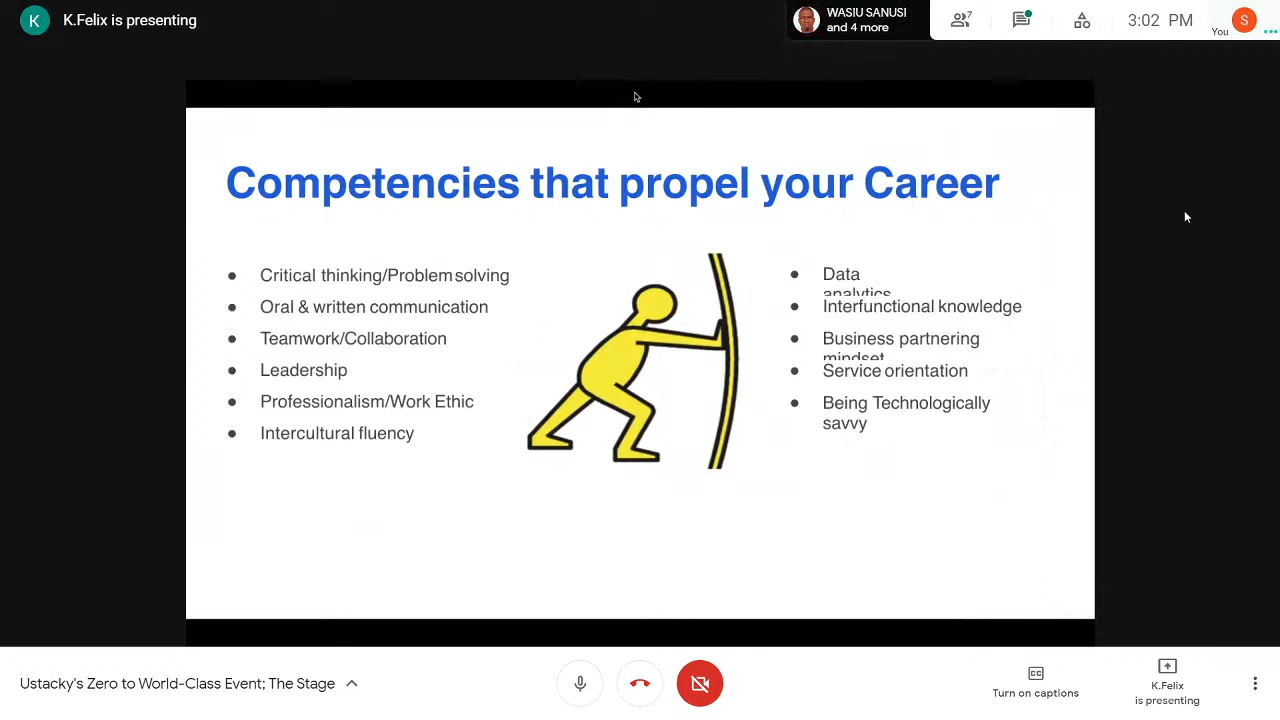 K
K.Felix is presenting
WASIU SANUSI
and 4 more
7
3:02 PM
You
S
Competencies that propel your Career
Critical thinking/Problem solving
Oral & written communication
Teamwork/Collaboration
Leadership
Professionalism/Work Ethic
Intercultural fluency
Data
analytics
Interfunctional knowledge
Business partnering
mindset
Service orientation
Being Technologically
savvy
Ustacky's Zero to World-Class Event; The Stage
CC
Turn on captions
K.Felix
is presenting